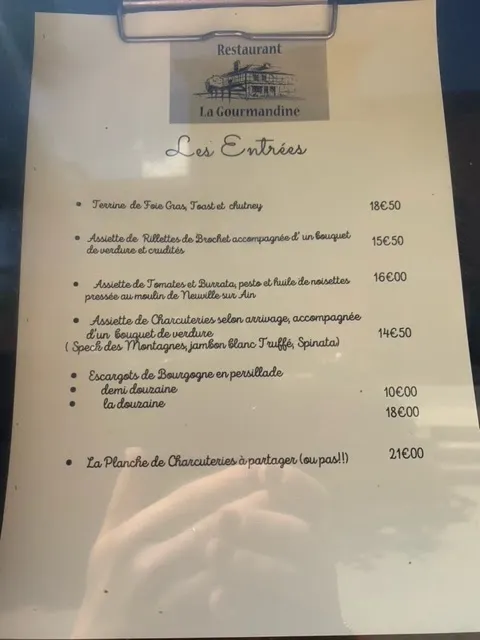 Restaurant
La Gourmandine
Les Entrées
• Terrine de Foie Gras, Toast et chutney 18€50
• Assiette de Rillettes de Brochet accompagnée d'un bouquet
de verdure et crudités 15€50
• Assiette de Tomates et Burrata, pesto et huile de noisettes 16€00
pressée au moulin de Neuville sur Ain
• Assiette de Charcuteries selon arrivage, accompagnée
d'un bouquet de verdure 14€50
( Speck des Montagnes, jambon blanc Truffé, Spinata)
• Escargots de Bourgogne en persillade
• demi douzaine 10€00
• la douzaine 18€00
• La Planche de Charcuteries à partager (ou pas!!) 21€00